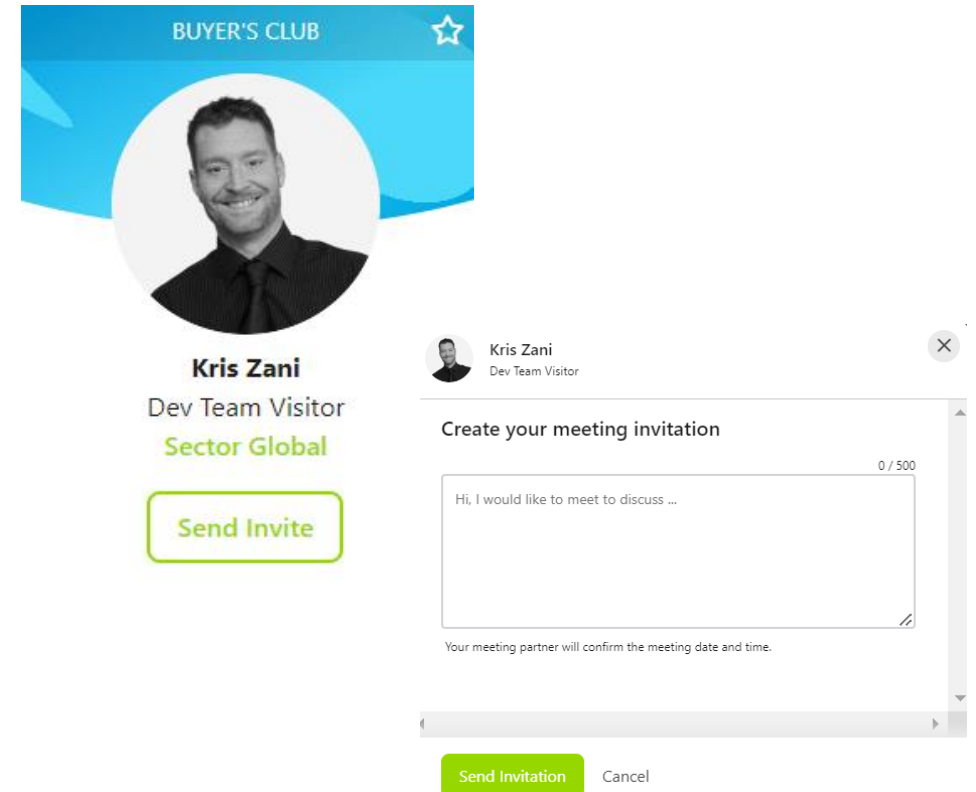 BUYER'S CLUB
Kris Zani
Dev Team Visitor
Sector Global
Send Invite
Kris Zani
Dev Team Visitor
Create your meeting invitation
0 / 500
Hi, I would like to meet to discuss ...
Your meeting partner will confirm the meeting date and time.
Send Invitation
Cancel